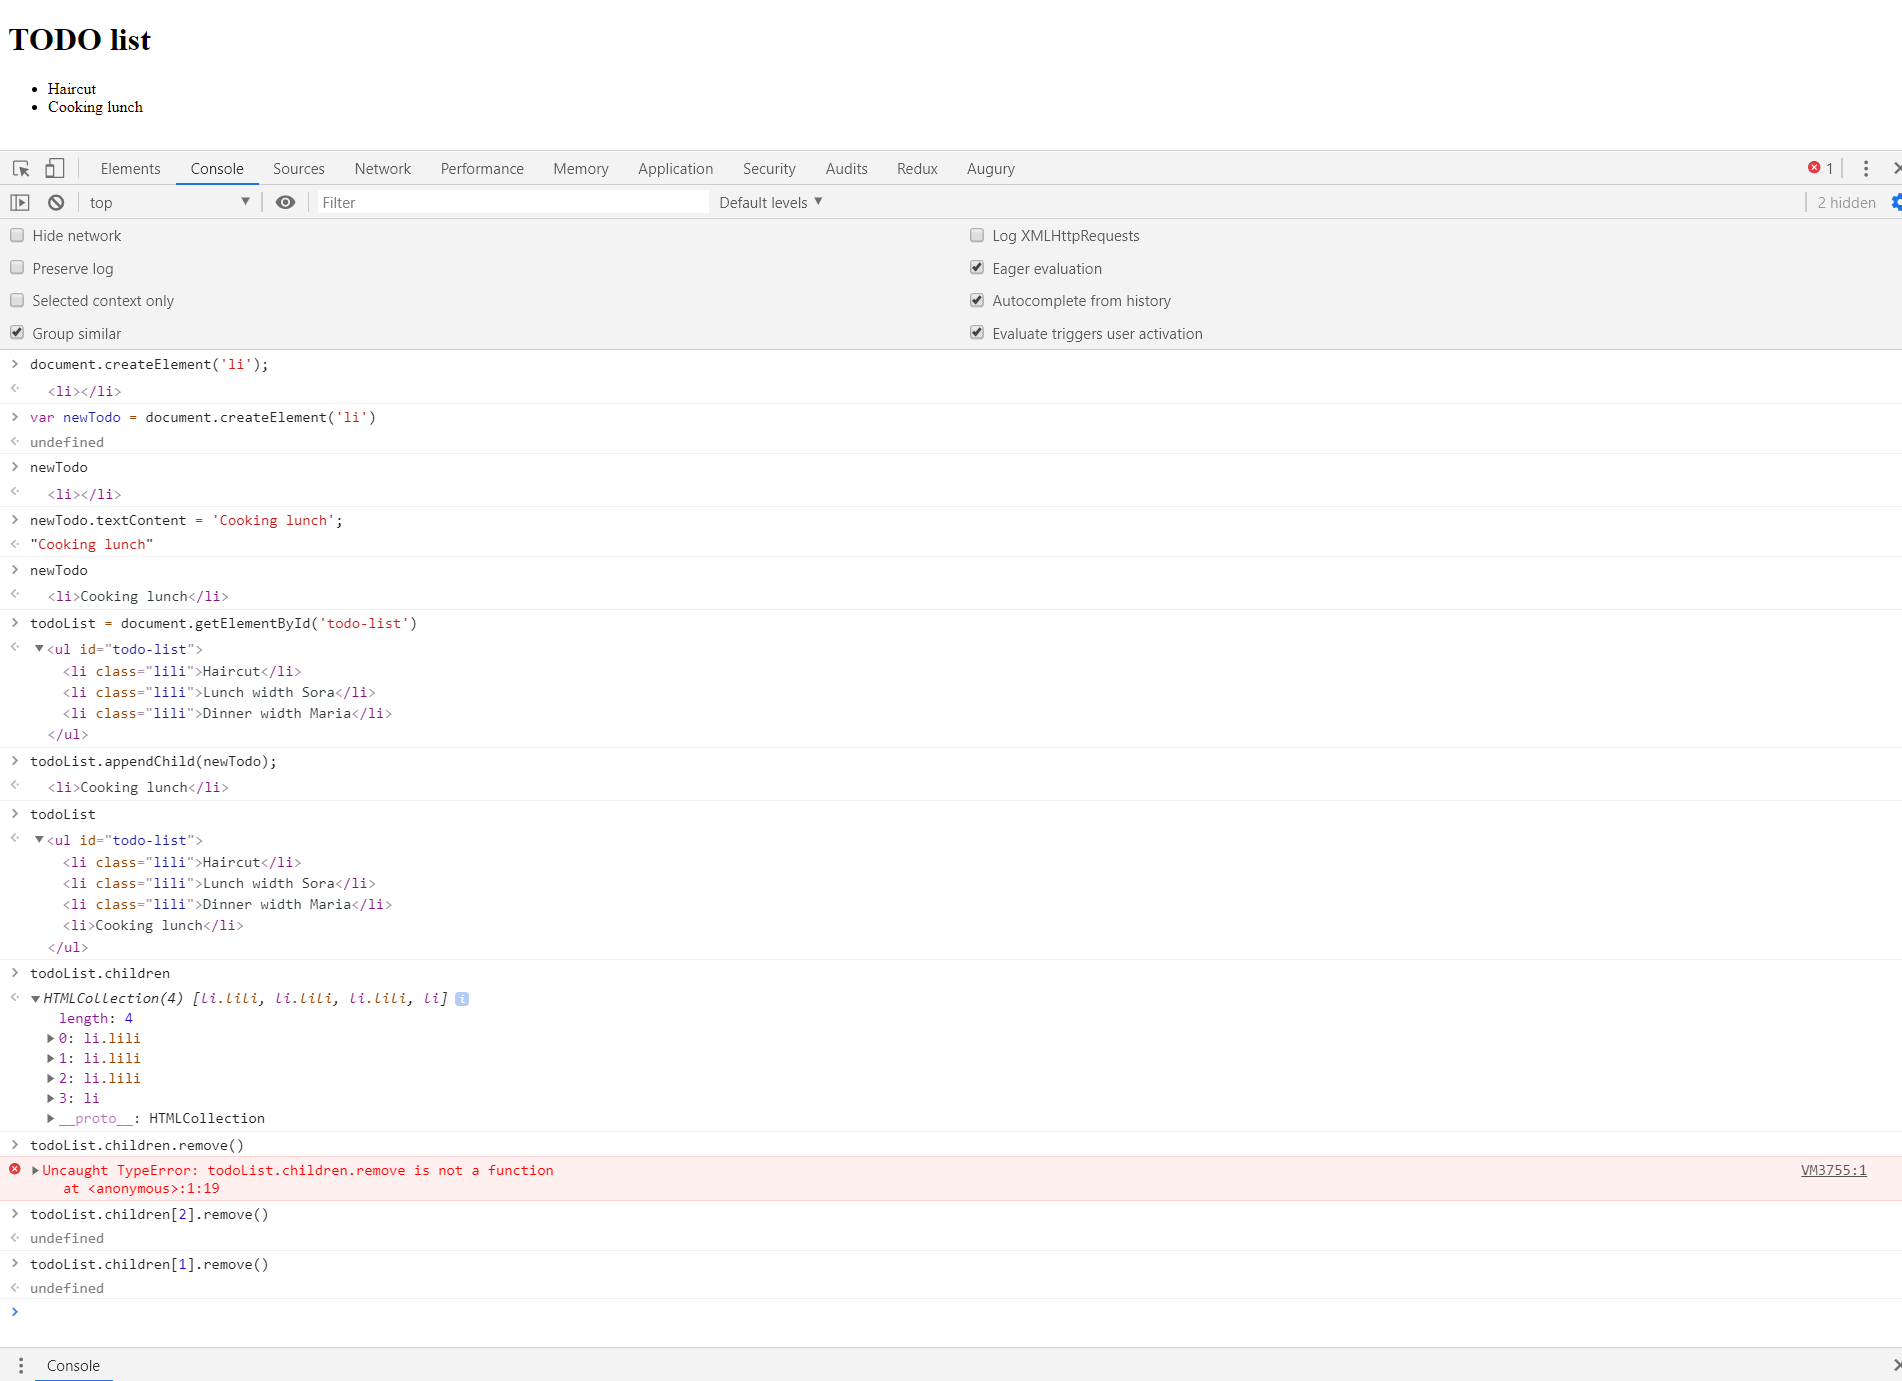 TODO list
Haircut
Cooking lunch
Elements Console Sources Network Performance Memory Application Security Audits Redux Augury 1
top Filter Default levels 2 hidden
Hide network Log XMLHttpRequests
Preserve log Eager evaluation
Selected context only Autocomplete from history
Group similar Evaluate triggers user activation
document.createElement('li');
<li></li>
var newTodo = document.createElement('li')
undefined
newTodo
<li></li>
newTodo.textContent = 'Cooking lunch';
"Cooking lunch"
newTodo
<li>Cooking lunch</li>
todoList = document.getElementById('todo-list')
<ul id="todo-list">
<li class="lili">Haircut</li>
<li class="lili">Lunch width Sora</li>
<li class="lili">Dinner width Maria</li>
</ul>
todoList.appendChild(newTodo);
<li>Cooking lunch</li>
todoList
<ul id="todo-list">
<li class="lili">Haircut</li>
<li class="lili">Lunch width Sora</li>
<li class="lili">Dinner width Maria</li>
<li>Cooking lunch</li>
</ul>
todoList.children
HTMLCollection(4) [li.lili, li.lili, li.lili, li] i
length: 4
0: li.lili
1: li.lili
2: li.lili
3: li
__proto__: HTMLCollection
todoList.children.remove()
Uncaught TypeError: todoList.children.remove is not a function VM3755:1
at <anonymous>:1:19
todoList.children[2].remove()
undefined
todoList.children[1].remove()
undefined
Console